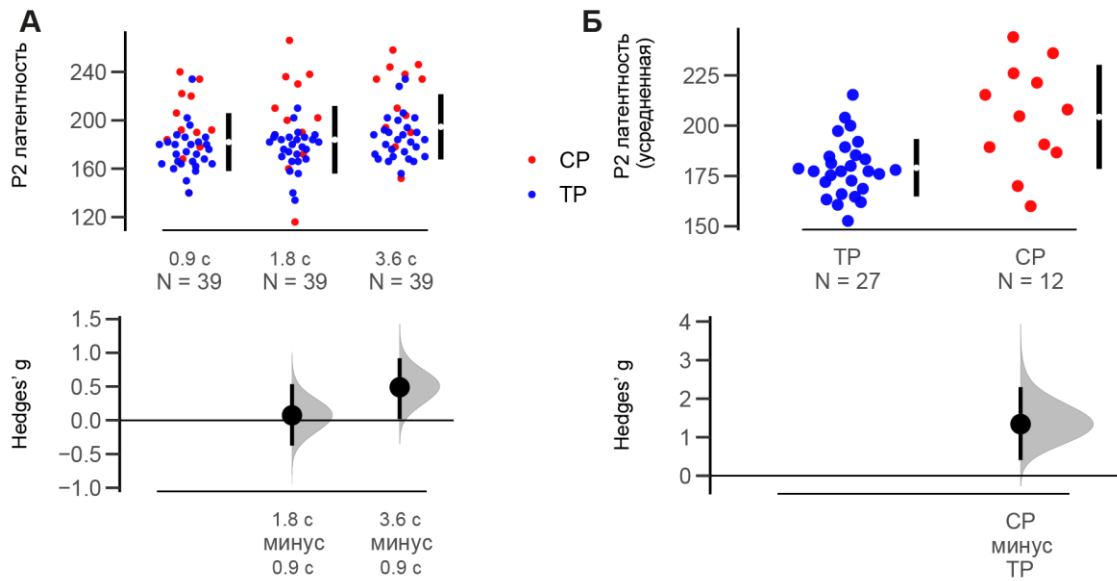 А
P2 латентность
240
200
160
120
0.9 с
N = 39
1.8 с
N = 39
3.6 с
N = 39
CP
ТР
Hedges' g
1.5
1.0
0.5
0.0
−0.5
−1.0
1.8 с
минус
0.9 с
3.6 с
минус
0.9 с
Б
P2 латентность
(усредненная)
225
200
175
150
ТР
N = 27
СР
N = 12
Hedges' g
4
3
2
1
0
СР
минус
ТР